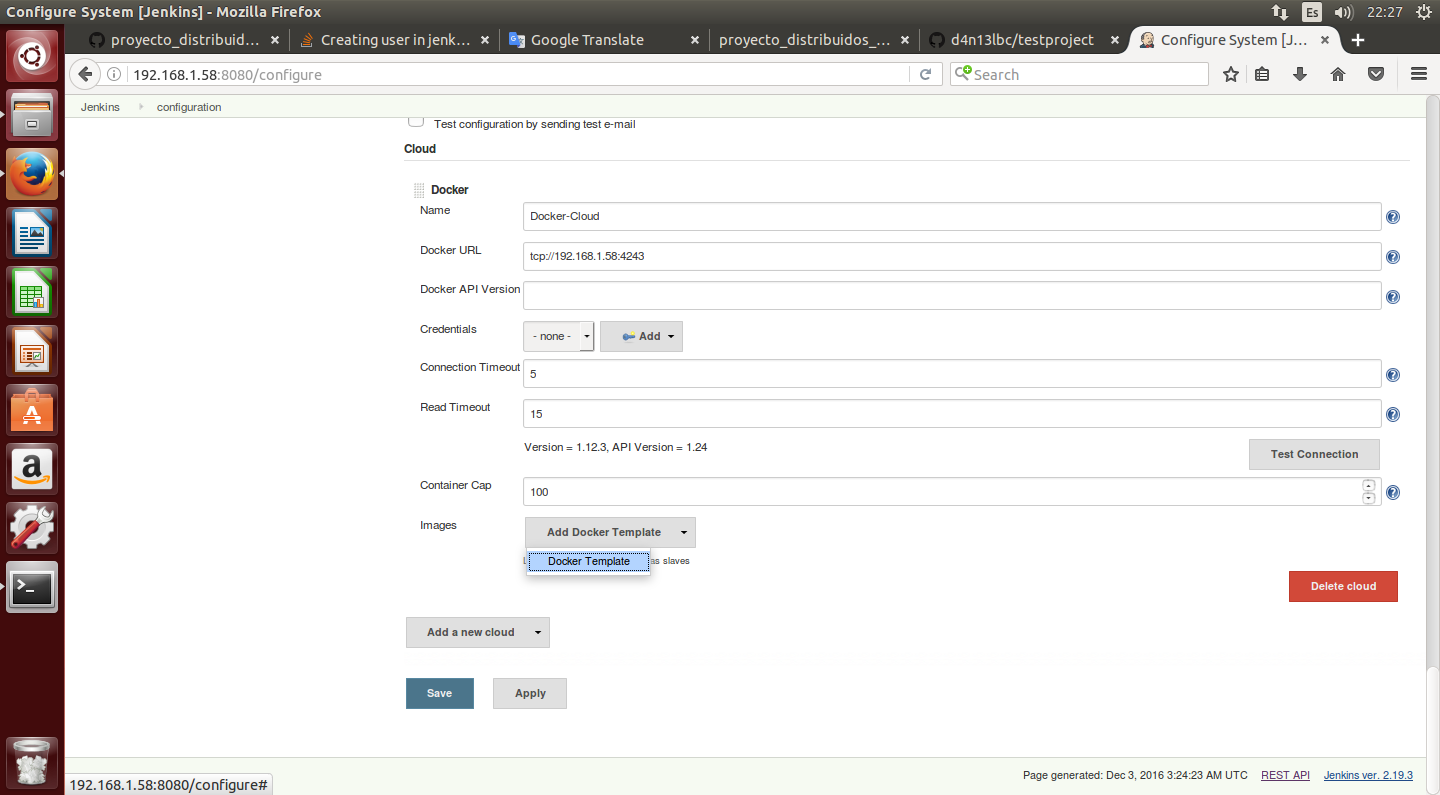 Configure System [Jenkins] - Mozilla Firefox
Es
22:27
proyecto_distribuid...
Creating user in jenk...
Google Translate
proyecto_distribuidos_...
d4n13lbc/testproject
Configure System [J...
192.168.1.58:8080/configure
Search
Jenkins
configuration
Test configuration by sending test e-mail
Cloud
Docker
Name
Docker-Cloud
Docker URL
tcp://192.168.1.58:4243
Docker API Version
Credentials
- none -
Add
Connection Timeout
5
Read Timeout
15
Version = 1.12.3, API Version = 1.24
Test Connection
Container Cap
100
Images
Add Docker Template
Docker Template
as slaves
Delete cloud
Add a new cloud
Save
Apply
Page generated: Dec 3, 2016 3:24:23 AM UTC
REST API
Jenkins ver. 2.19.3
192.168.1.58:8080/configure#